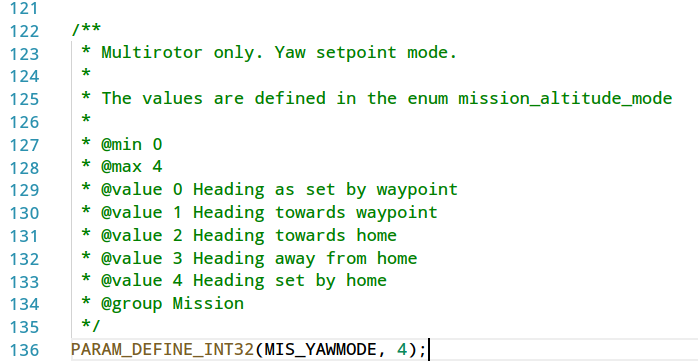 121
122 /**
123 * Multirotor only. Yaw setpoint mode.
124 *
125 * The values are defined in the enum mission_altitude_mode
126 *
127 * @min 0
128 * @max 4
129 * @value 0 Heading as set by waypoint
130 * @value 1 Heading towards waypoint
131 * @value 2 Heading towards home
132 * @value 3 Heading away from home
133 * @value 4 Heading set by home
134 * @group Mission
135 */
136 PARAM_DEFINE_INT32(MIS_YAWMODE, 4);